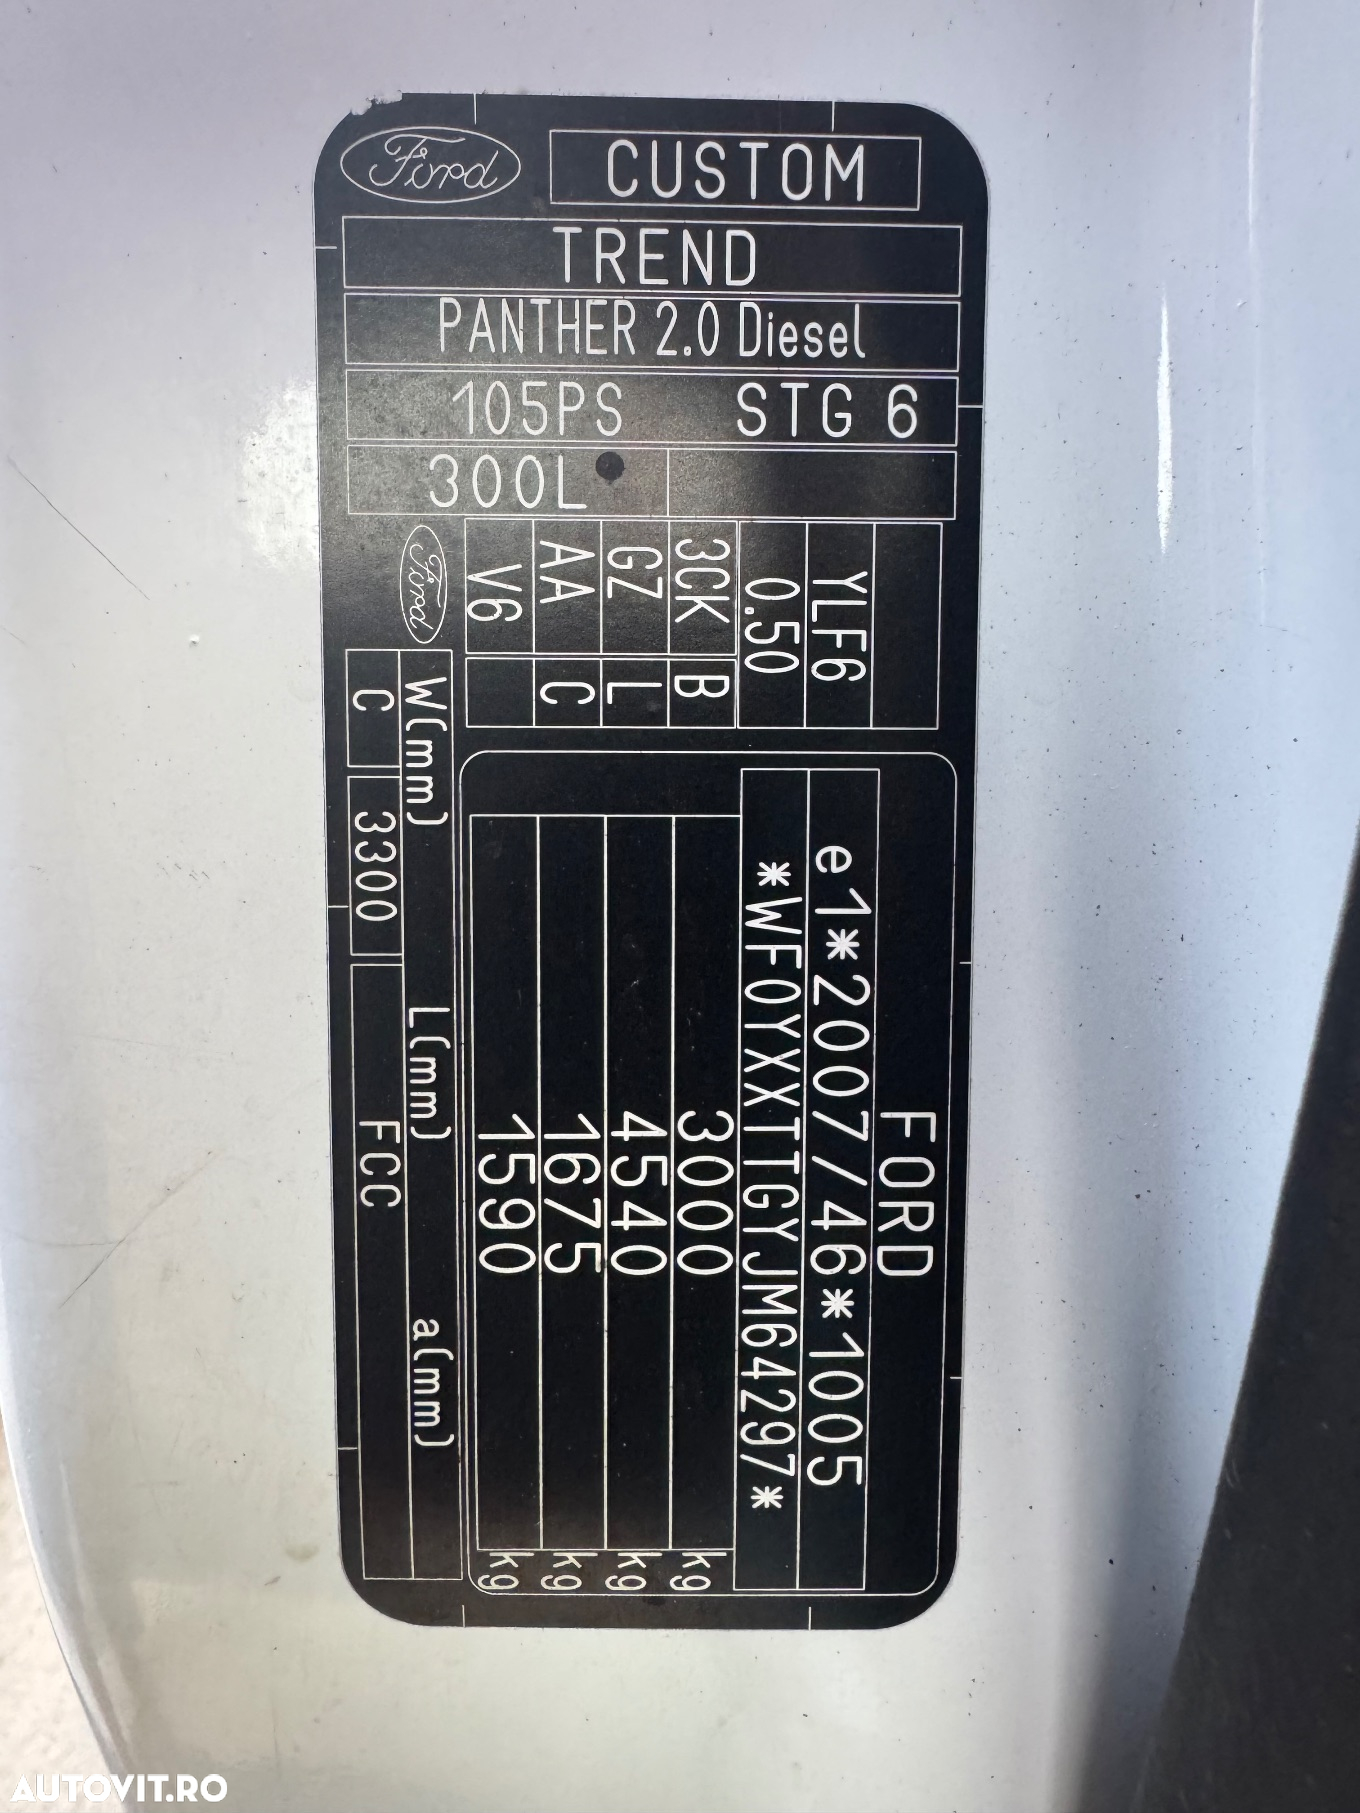 Ford
CUSTOM
TREND
PANTHER 2.0 Diesel
105PS STG 6
300L
YLF6
0.50
3CK B
GZ L
AA C
V6
Ford
FORD
e1*2007/46*1005
*WF0YXXTTGYJM64297*
3000 kg
4540 kg
1675 kg
1590 kg
W(mm) L(mm) a(mm)
C 3300 FCC
AUTOVIT.RO